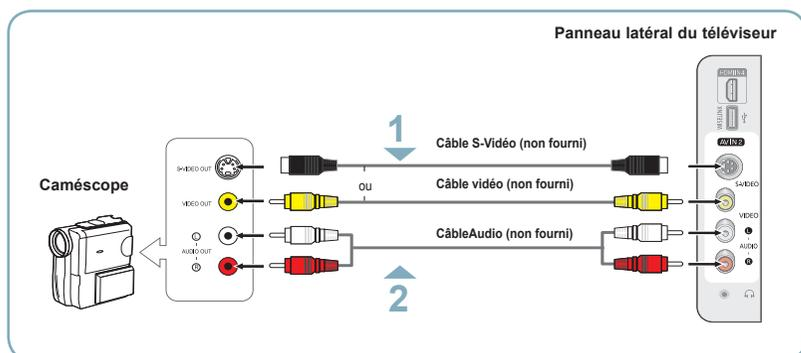 Panneau latéral du téléviseur
HDMI IN 4
WISELINK
AV IN 2
1
Câble S-Vidéo (non fourni)
S-VIDEO OUT
S-VIDEO
Caméscope
ou
Câble vidéo (non fourni)
VIDEO OUT
VIDEO
L
AUDIO OUT
R
CâbleAudio (non fourni)
L
AUDIO
R
2